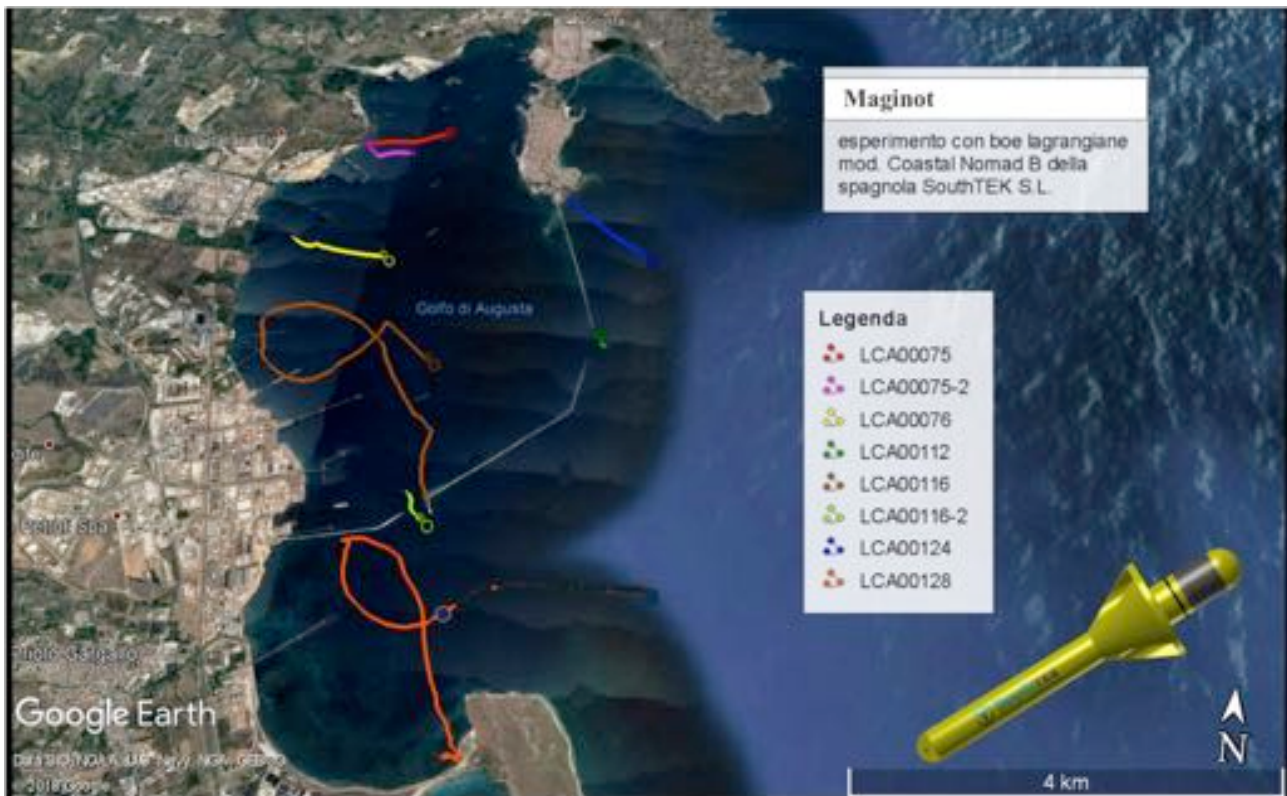 Maginot
esperimento con boe lagrangiane
mod. Coastal Nomad B della
spagnola SouthTEK S.L.
Golfo di Augusta
Legenda
LCA00075
LCA00075-2
LCA00076
LCA00112
LCA00116
LCA00116-2
LCA00124
LCA00128
Google Earth
N
4 km